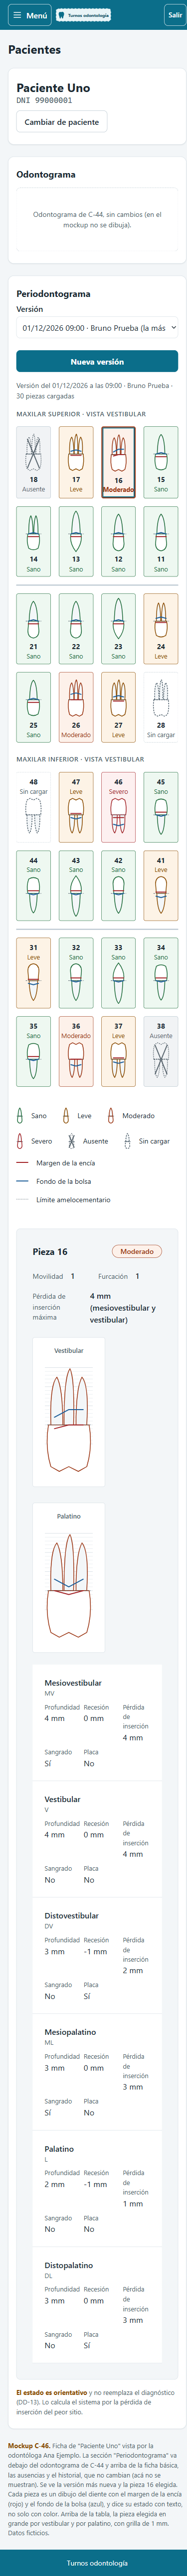 Menú
Turnos odontología
Salir
Pacientes
Paciente Uno
DNI 99000001
Cambiar de paciente
Odontograma
Odontograma de C-44, sin cambios (en el
mockup no se dibuja).
Periodontograma
Versión
01/12/2026 09:00 · Bruno Prueba (la más
Nueva versión
Versión del 01/12/2026 a las 09:00 · Bruno Prueba ·
30 piezas cargadas
MAXILAR SUPERIOR · VISTA VESTIBULAR
18 17 16 15
Ausente Leve Moderado Sano
14 13 12 11
Sano Sano Sano Sano
21 22 23 24
Sano Sano Sano Leve
25 26 27 28
Sano Moderado Leve Sin cargar
MAXILAR INFERIOR · VISTA VESTIBULAR
48 47 46 45
Sin cargar Leve Severo Sano
44 43 42 41
Sano Sano Sano Leve
31 32 33 34
Leve Sano Sano Sano
35 36 37 38
Sano Moderado Leve Ausente
Sano Leve Moderado
Severo Ausente Sin cargar
Margen de la encía
Fondo de la bolsa
Límite amelocementario
Pieza 16
Moderado
Movilidad 1 Furcación 1
Pérdida de
inserción
máxima
4 mm
(mesiovestibular y
vestibular)
Vestibular
Palatino
Mesiovestibular
MV
Profundidad Recesión Pérdida
de
inserción
4 mm 0 mm 4 mm
Sangrado Placa
Sí No
Vestibular
V
Profundidad Recesión Pérdida
de
inserción
4 mm 0 mm 4 mm
Sangrado Placa
No No
Distovestibular
DV
Profundidad Recesión Pérdida
de
inserción
3 mm -1 mm 2 mm
Sangrado Placa
No Sí
Mesiopalatino
ML
Profundidad Recesión Pérdida
de
inserción
3 mm 0 mm 3 mm
Sangrado Placa
Sí No
Palatino
L
Profundidad Recesión Pérdida
de
inserción
2 mm -1 mm 1 mm
Sangrado Placa
No No
Distopalatino
DL
Profundidad Recesión Pérdida
de
inserción
3 mm 0 mm 3 mm
Sangrado Placa
No Sí
El estado es orientativo y no reemplaza el diagnóstico
(DD-13). Lo calcula el sistema por la pérdida de
inserción del peor sitio.
Mockup C-46. Ficha de "Paciente Uno" vista por la
odontóloga Ana Ejemplo. La sección "Periodontograma" va
debajo del odontograma de C-44 y arriba de la ficha básica,
las ausencias y el historial, que no cambian (acá no se
muestran). Se ve la versión más nueva y la pieza 16 elegida.
Cada pieza es un dibujo del diente con el margen de la encía
(rojo) y el fondo de la bolsa (azul), y dice su estado con texto,
no solo con color. Arriba de la tabla, la pieza elegida en
grande por vestibular y por palatino, con grilla de 1 mm.
Datos ficticios.
Turnos odontología